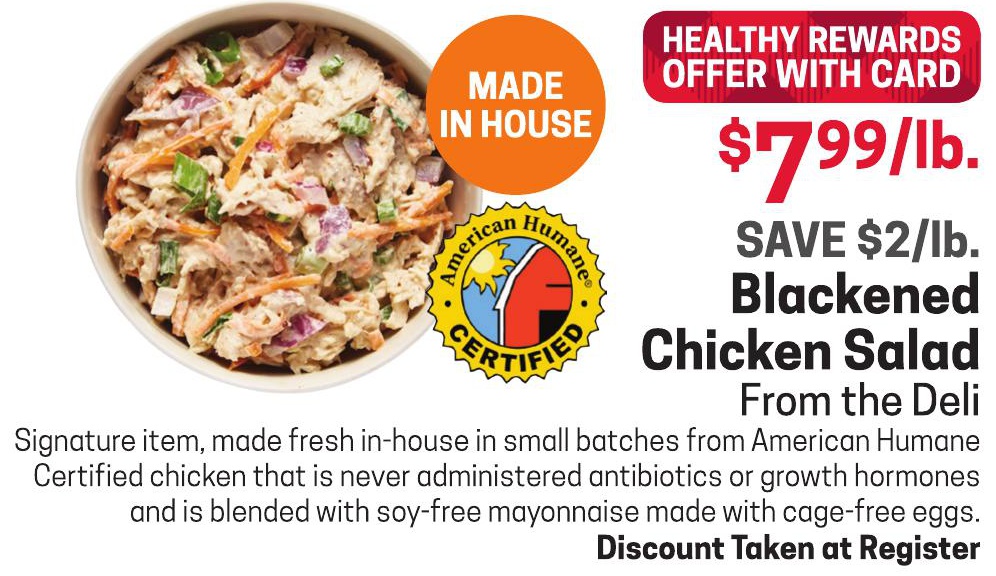 MADE
IN HOUSE
American Humane®
CERTIFIED
HEALTHY REWARDS
OFFER WITH CARD
$7 99/lb.
SAVE $2/lb.
Blackened
Chicken Salad
From the Deli
Signature item, made fresh in-house in small batches from American Humane
Certified chicken that is never administered antibiotics or growth hormones
and is blended with soy-free mayonnaise made with cage-free eggs.
Discount Taken at Register